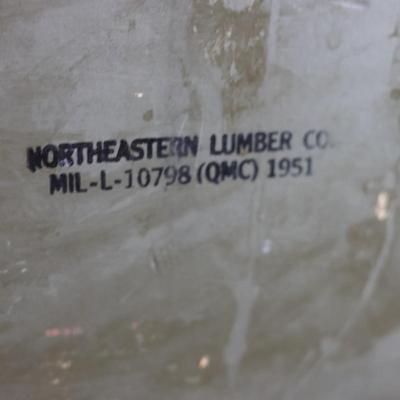 NORTHEASTERN LUMBER CO.
MIL-L-10798 (QMC) 1951